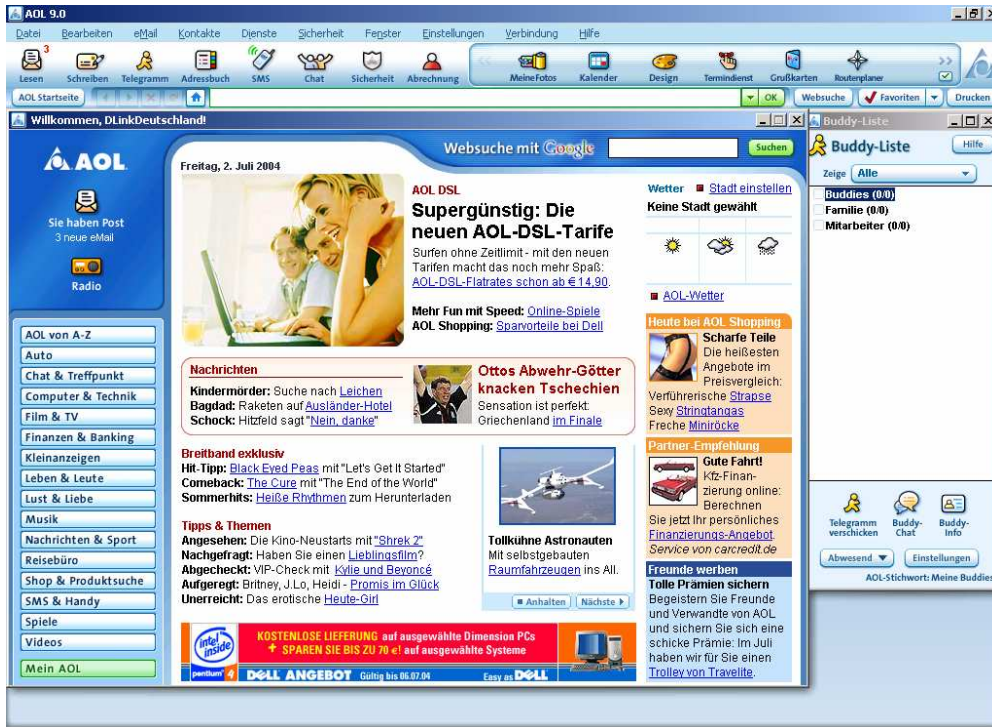 AOL 9.0
Datei Bearbeiten eMail Kontakte Dienste Sicherheit Fenster Einstellungen Verbindung Hilfe
3
Lesen Schreiben Telegramm Adressbuch SMS Chat Sicherheit Abrechnung MeineFotos Kalender Design Termindienst Grußkarten Routenplaner
AOL Startseite OK Websuche Favoriten Drucken
Willkommen, DLinkDeutschland!
AOL
Sie haben Post
3 neue eMail
Radio
AOL von A-Z
Auto
Chat & Treffpunkt
Computer & Technik
Film & TV
Finanzen & Banking
Kleinanzeigen
Leben & Leute
Lust & Liebe
Musik
Nachrichten & Sport
Reisebüro
Shop & Produktsuche
SMS & Handy
Spiele
Videos
Mein AOL
Websuche mit Google Suchen
Freitag, 2. Juli 2004
AOL DSL
Supergünstig: Die
neuen AOL-DSL-Tarife
Surfen ohne Zeitlimit - mit den neuen
Tarifen macht das noch mehr Spaß:
AOL-DSL-Flatrates schon ab € 14,90.
Mehr Fun mit Speed: Online-Spiele
AOL Shopping: Sparvorteile bei Dell
Nachrichten
Kindermörder: Suche nach Leichen
Bagdad: Raketen auf Ausländer-Hotel
Schock: Hitzfeld sagt "Nein, danke"
Ottos Abwehr-Götter
knacken Tschechien
Sensation ist perfekt:
Griechenland im Finale
Breitband exklusiv
Hit-Tipp: Black Eyed Peas mit "Let's Get It Started"
Comeback: The Cure mit "The End of the World"
Sommerhits: Heiße Rhythmen zum Herunterladen
Tipps & Themen
Angesehen: Die Kino-Neustarts mit "Shrek 2"
Nachgefragt: Haben Sie einen Lieblingsfilm?
Abgecheckt: VIP-Check mit Kylie und Beyoncé
Aufgeregt: Britney, J.Lo, Heidi - Promis im Glück
Unerreicht: Das erotische Heute-Girl
Tollkühne Astronauten
Mit selbstgebauten
Raumfahrzeugen ins All.
Anhalten Nächste
intel inside
pentium 4
KOSTENLOSE LIEFERUNG auf ausgewählte Dimension PCs
+ SPAREN SIE BIS ZU 70 €! auf ausgewählte Systeme
DELL ANGEBOT Gültig bis 06.07.04 Easy as DELL
Wetter Stadt einstellen
Keine Stadt gewählt
AOL-Wetter
Heute bei AOL Shopping
Scharfe Teile
Die heißesten
Angebote im
Preisvergleich:
Verführerische Strapse
Sexy Stringtangas
Freche Miniröcke
Partner-Empfehlung
Gute Fahrt!
Kfz-Finan-
zierung online:
Berechnen
Sie jetzt Ihr persönliches
Finanzierungs-Angebot.
Service von carcredit.de
Freunde werben
Tolle Prämien sichern
Begeistern Sie Freunde
und Verwandte von AOL
und sichern Sie sich eine
schicke Prämie: Im Juli
haben wir für Sie einen
Trolley von Travelite.
Buddy-Liste
Buddy-Liste Hilfe
Zeige Alle
Buddies (0/0)
Familie (0/0)
Mitarbeiter (0/0)
Telegramm verschicken
Buddy-Chat
Buddy-Info
Abwesend Einstellungen
AOL-Stichwort: Meine Buddies